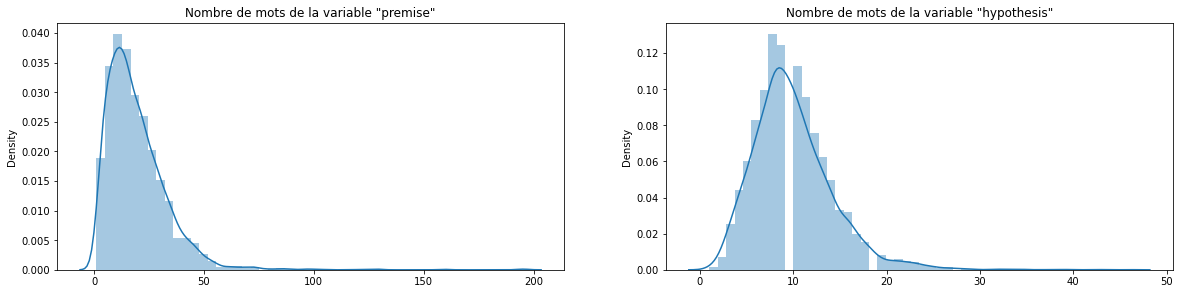 Nombre de mots de la variable "premise"
Density
0.040
0.035
0.030
0.025
0.020
0.015
0.010
0.005
0.000
0 50 100 150 200
Nombre de mots de la variable "hypothesis"
Density
0.12
0.10
0.08
0.06
0.04
0.02
0.00
0 10 20 30 40 50